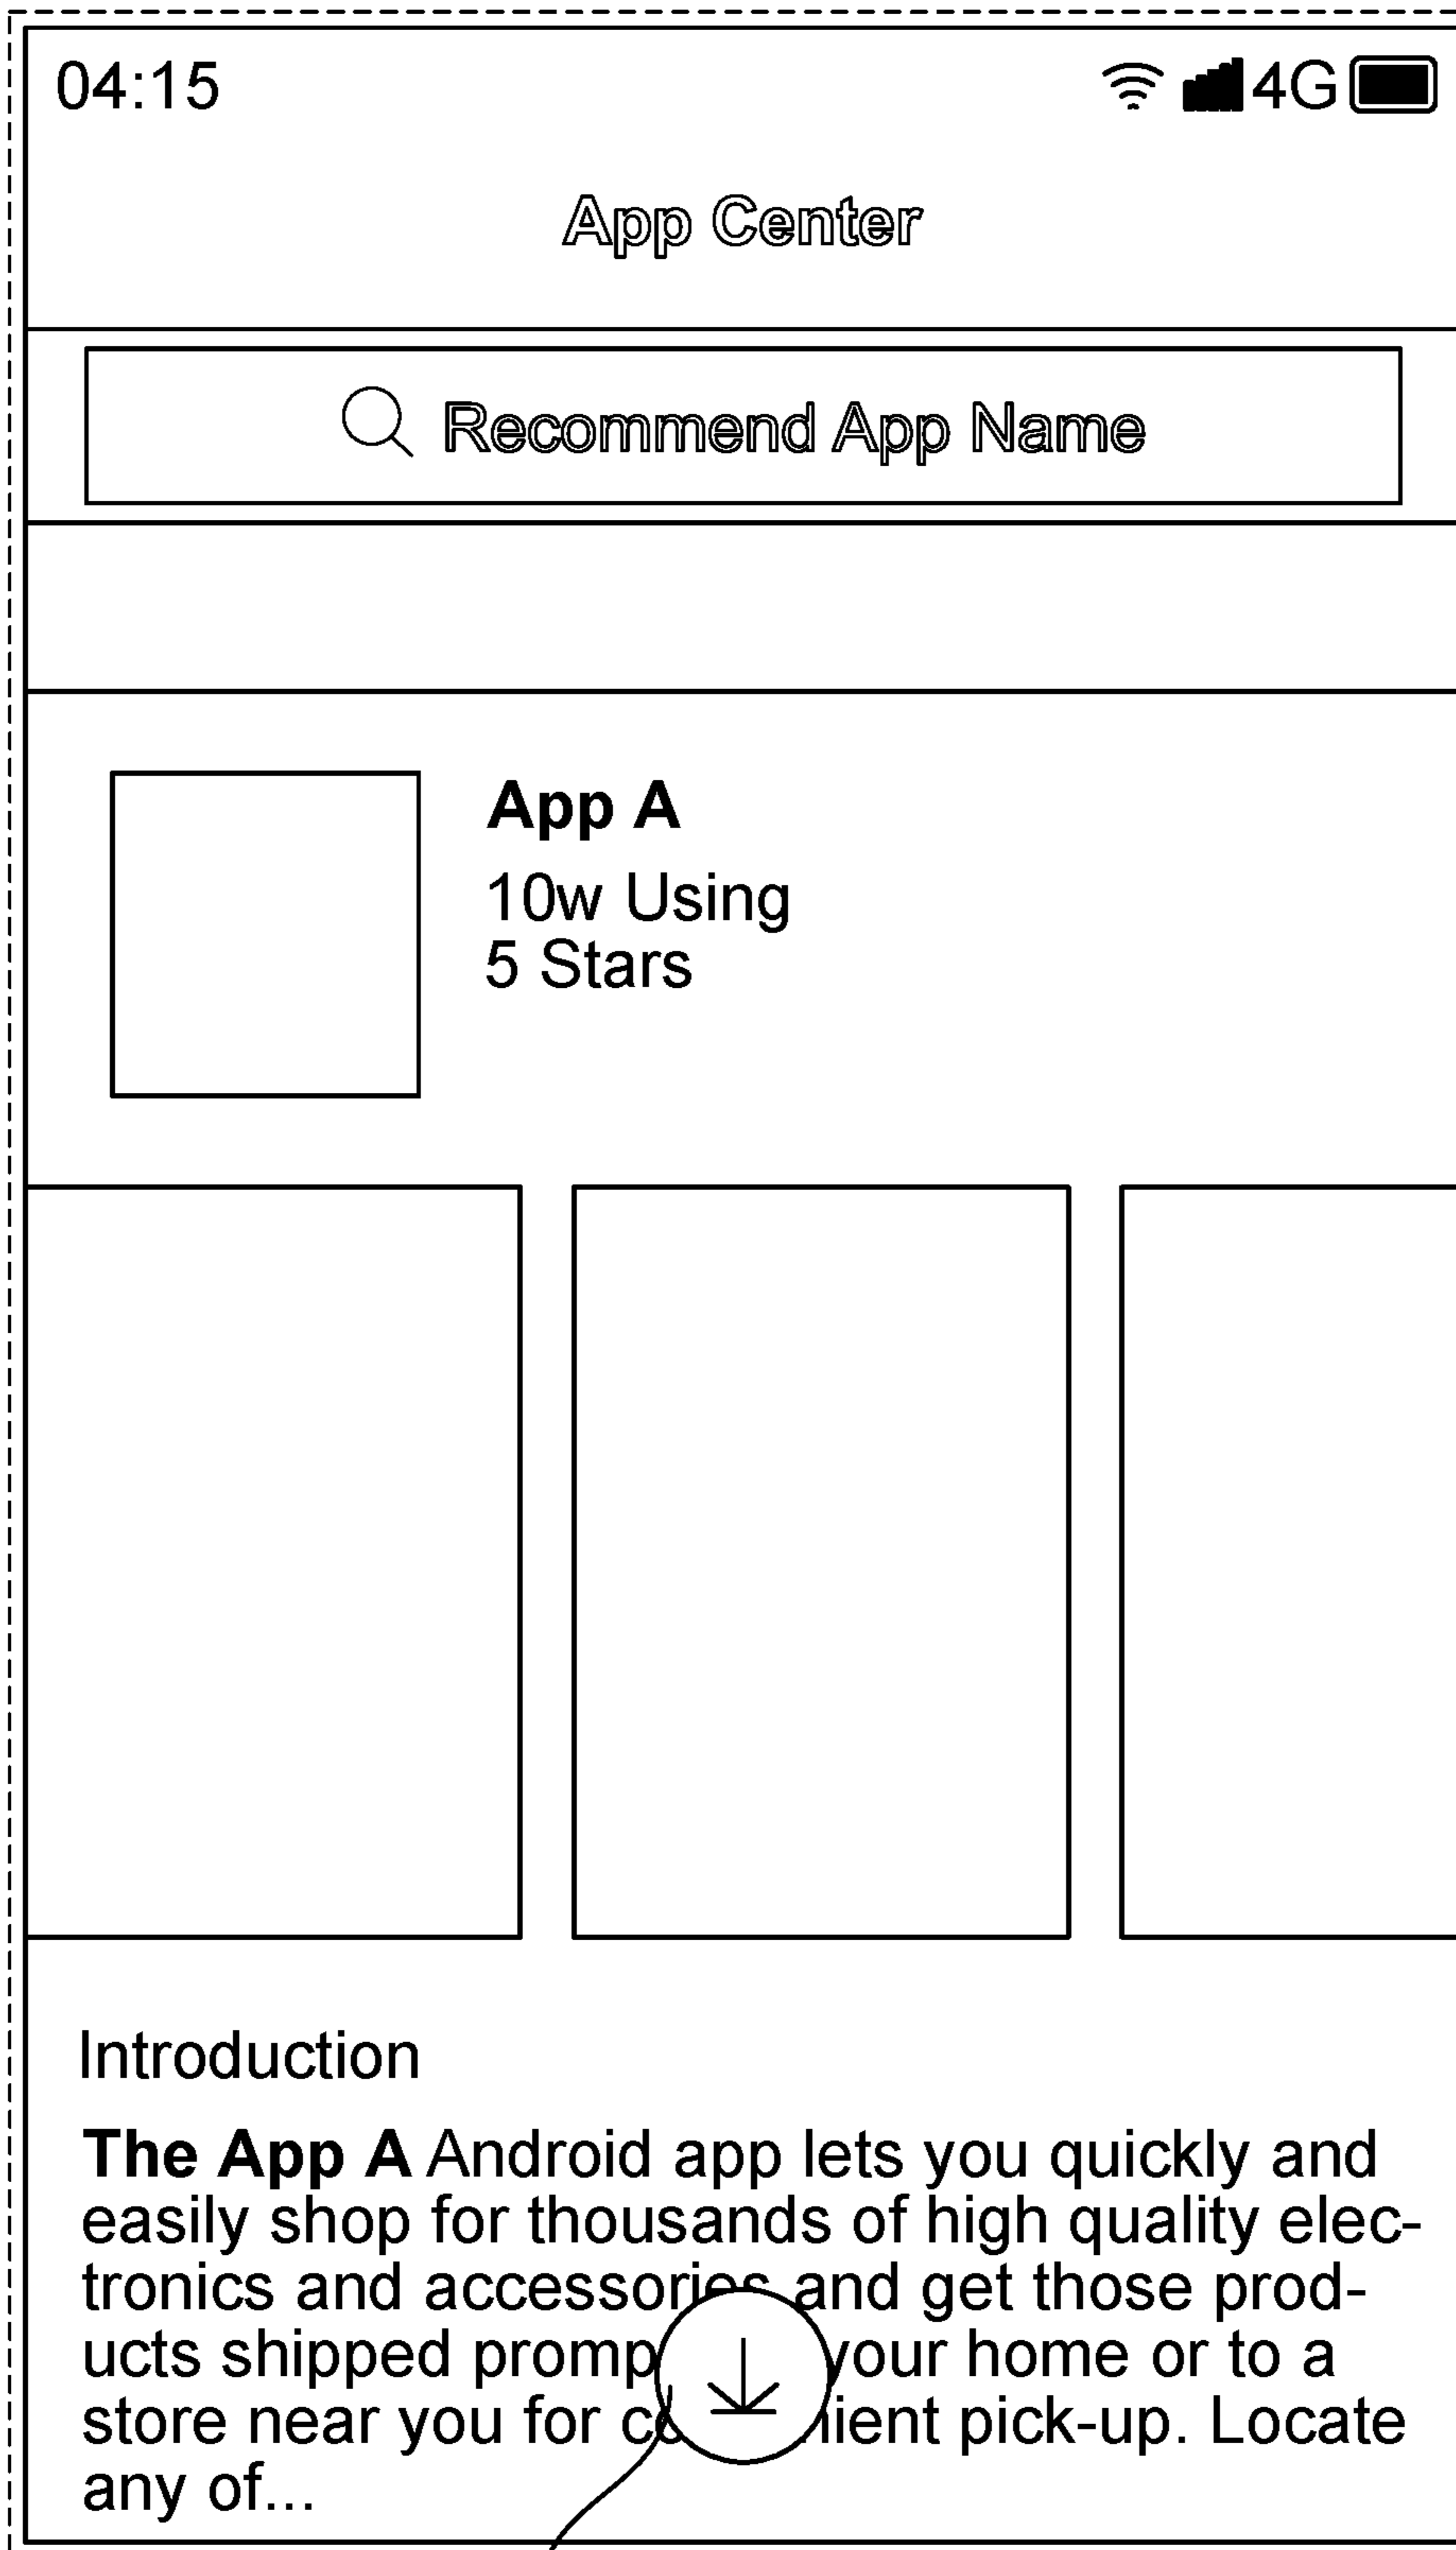 04:15 4G
App Center
Recommend App Name
App A
10w Using
5 Stars
Introduction
The App A Android app lets you quickly and
easily shop for thousands of high quality elec-
tronics and accessories and get those prod-
ucts shipped your home or to a
store near you for pick-up. Locate
any of...